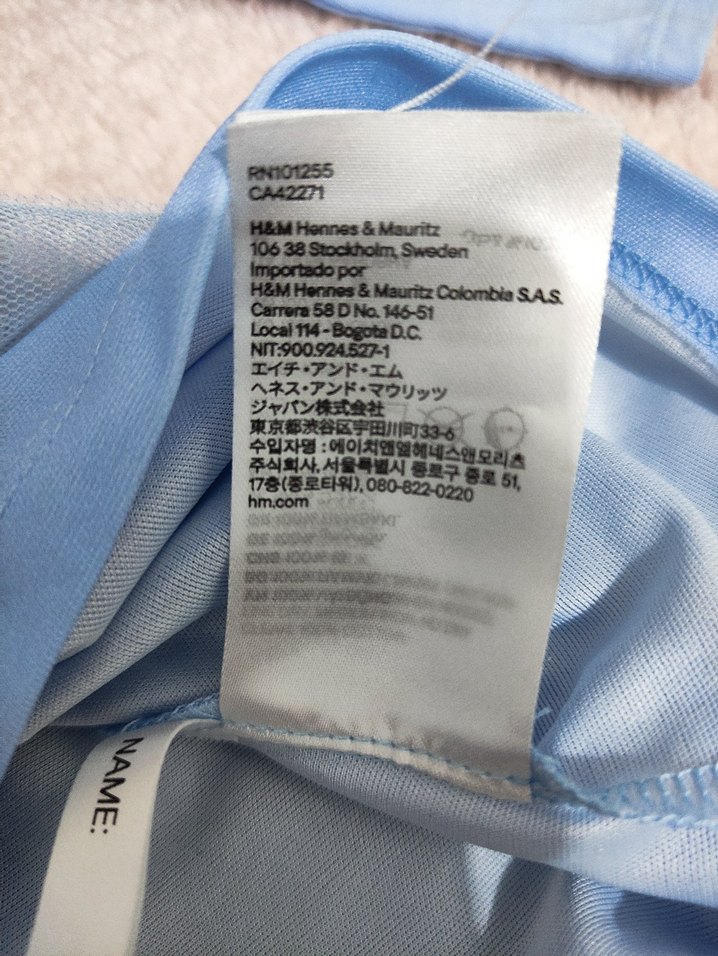 RN101255
CA42271
H&M Hennes & Mauritz
106 38 Stockholm, Sweden
Importado por
H&M Hennes & Mauritz Colombia S.A.S.
Carrera 58 D No. 146-51
Local 114 - Bogota D.C.
NIT:900.924.527-1
エイチ・アンド・エム
ヘネス・アンド・マウリッツ
ジャパン株式会社
東京都渋谷区宇田川町33-6
수입자명 : 에이치앤엠헤네스앤모리츠
주식회사, 서울특별시 종로구 종로 51,
17층(종로타워), 080-822-0220
hm.com
NAME: